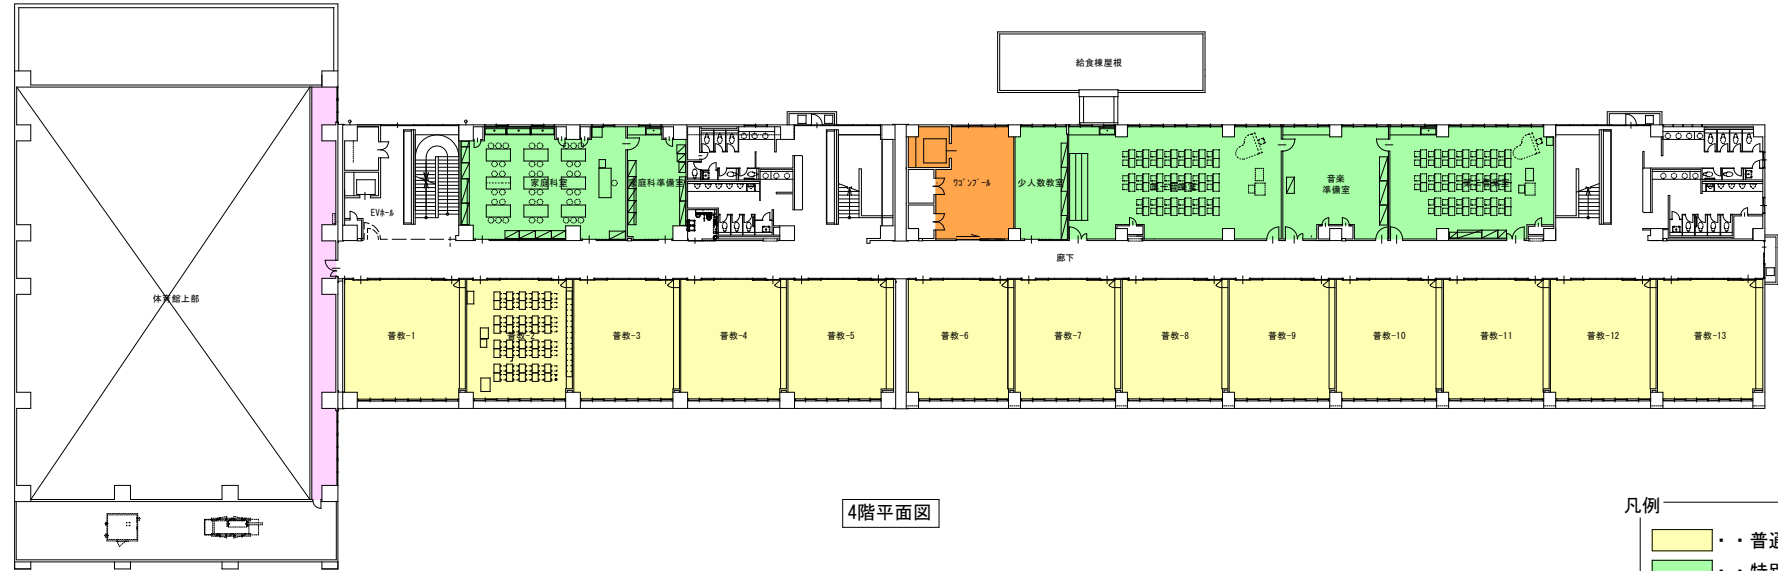 給食棟屋根
家庭科室
家庭科準備室
ワゴンプール
少人数教室
音楽
準備室
EVホール
廊下
体育館上部
普教-1
普教-2
普教-3
普教-4
普教-5
普教-6
普教-7
普教-8
普教-9
普教-10
普教-11
普教-12
普教-13
4階平面図
凡例
・・普通